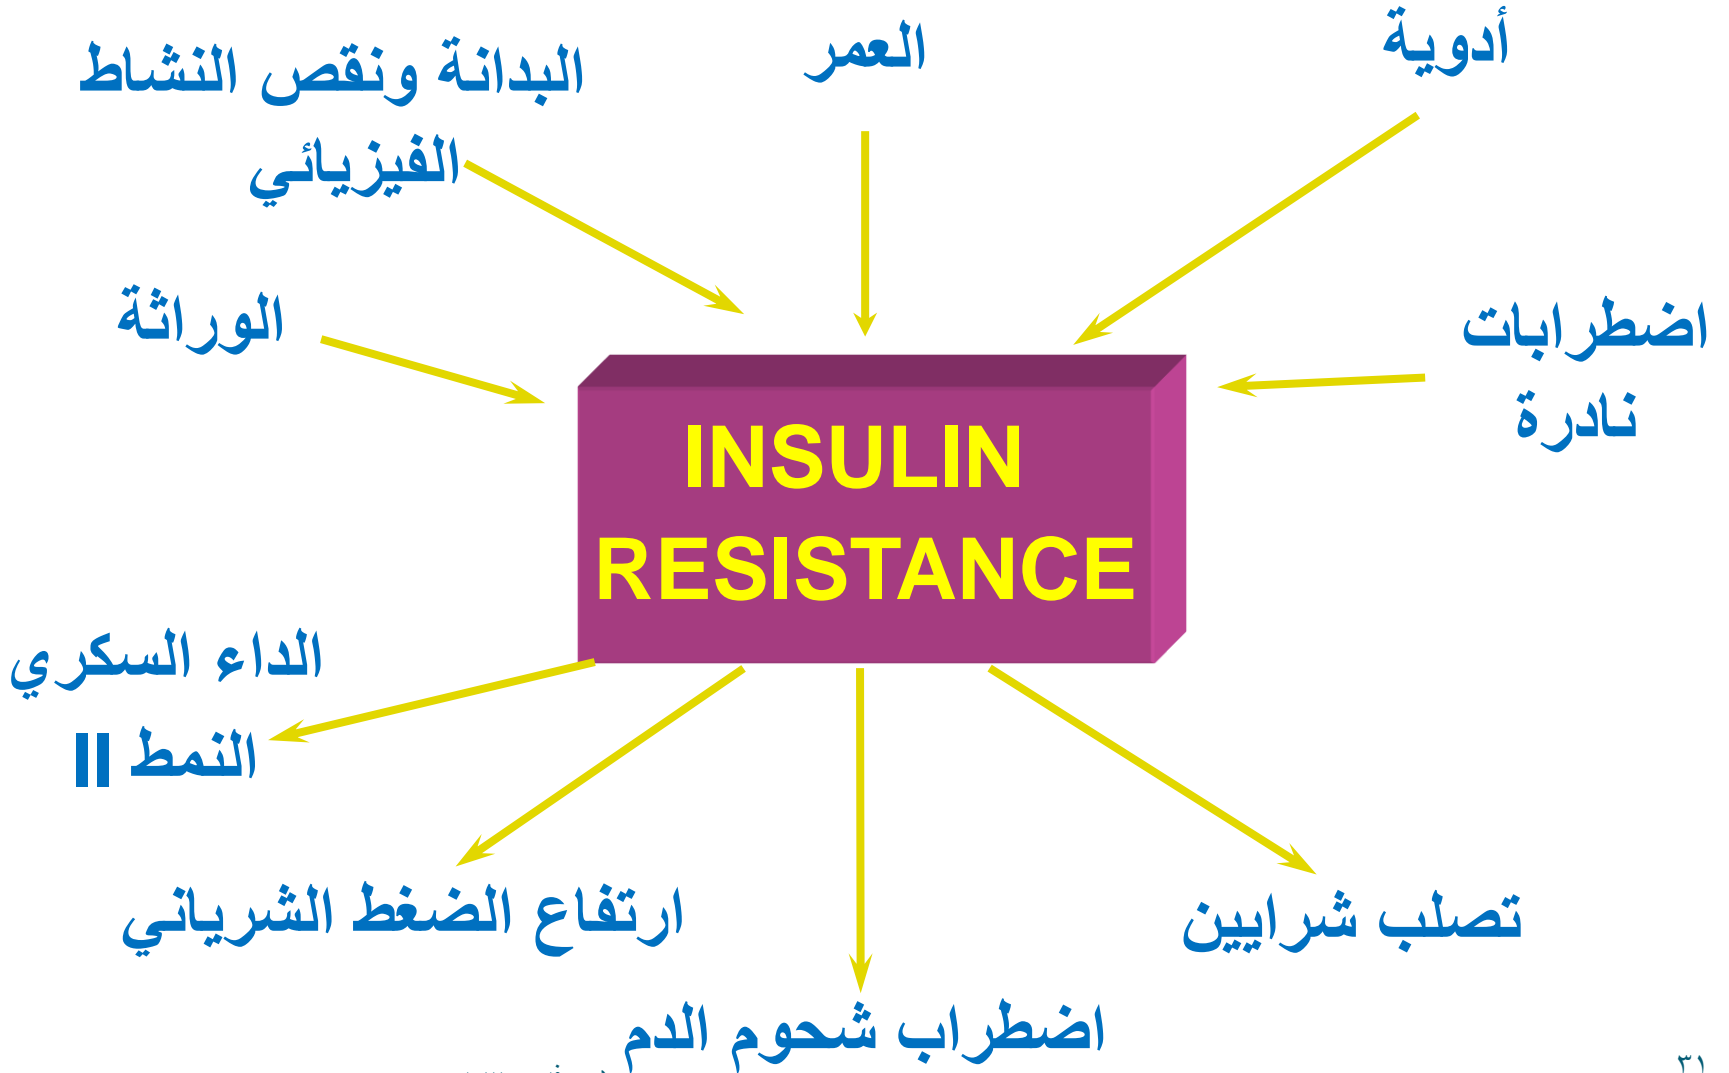 أدوية
العمر
البدانة ونقص النشاط
الفيزيائي
الوراثة
اضطرابات
نادرة
INSULIN
RESISTANCE
الداء السكري
النمط II
ارتفاع الضغط الشرياني
تصلب شرايين
اضطراب شحوم الدم
٣١